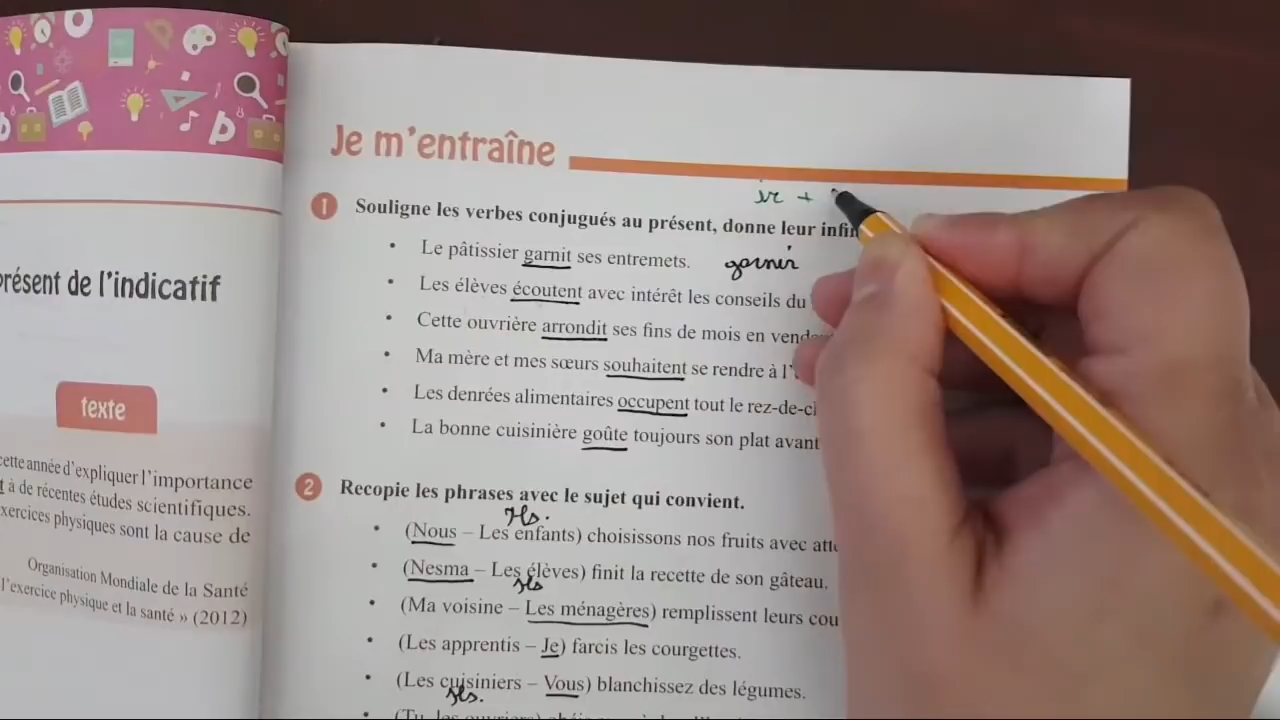 présent de l'indicatif
texte
cette année d'expliquer l'importance
t à de récentes études scientifiques.
exercices physiques sont la cause de
Organisation Mondiale de la Santé
l'exercice physique et la santé » (2012)
Je m'entraîne
ir +
1 Souligne les verbes conjugués au présent, donne leur infin
• Le pâtissier garnit ses entremets. garnir
• Les élèves écoutent avec intérêt les conseils du
• Cette ouvrière arrondit ses fins de mois en vend
• Ma mère et mes sœurs souhaitent se rendre à l'
• Les denrées alimentaires occupent tout le rez-de-c
• La bonne cuisinière goûte toujours son plat avant
2 Recopie les phrases avec le sujet qui convient.
Ils.
• (Nous – Les enfants) choisissons nos fruits avec atte
• (Nesma – Les élèves) finit la recette de son gâteau.
Ils
• (Ma voisine – Les ménagères) remplissent leurs cou
• (Les apprentis – Je) farcis les courgettes.
• (Les cuisiniers – Vous) blanchissez des légumes.
Ils.
• (Tu, les ouvriers)